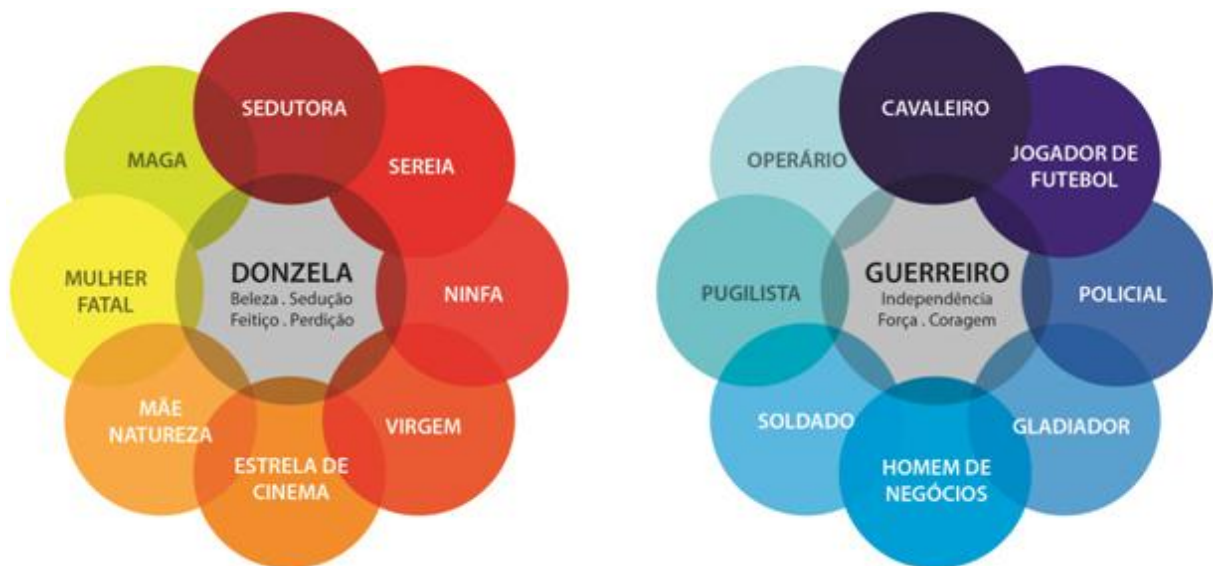 SEDUTORA
SEREIA
NINFA
VIRGEM
ESTRELA DE
CINEMA
MÃE
NATUREZA
MULHER
FATAL
MAGA
DONZELA
Beleza . Sedução
Feitiço . Perdição
CAVALEIRO
JOGADOR DE
FUTEBOL
POLICIAL
GLADIADOR
HOMEM DE
NEGÓCIOS
SOLDADO
PUGILISTA
OPERÁRIO
GUERREIRO
Independência
Força . Coragem